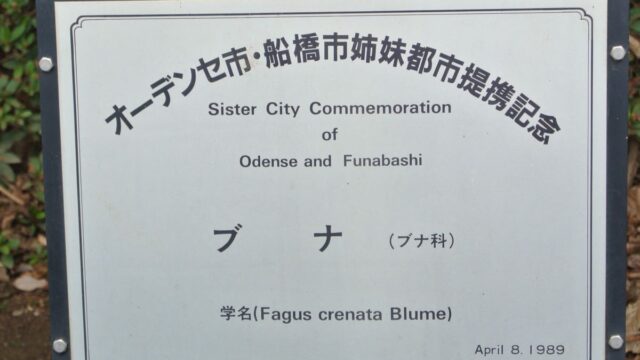 オーデンセ市・船橋市姉妹都市提携記念
Sister City Commemoration
of
Odense and Funabashi
ブナ（ブナ科）
学名(Fagus crenata Blume)
April 8. 1989